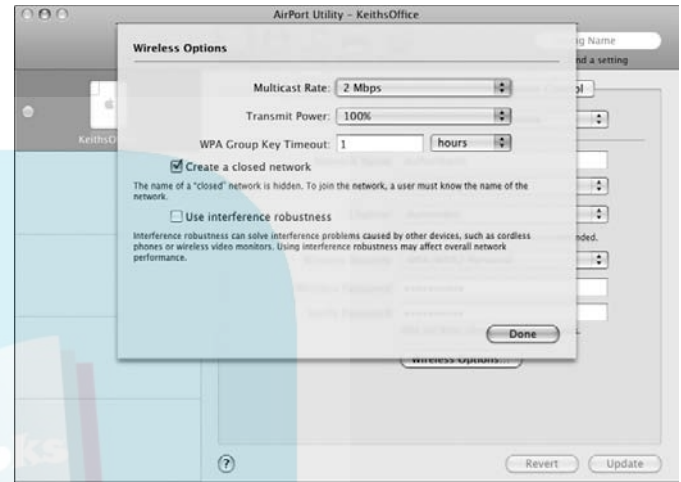 AirPort Utility – KeithsOffice
Wireless Options
ng Name
nd a setting
Multicast Rate: 2 Mbps
ol
Transmit Power: 100%
KeithsO
WPA Group Key Timeout: 1 hours
Create a closed network
The name of a "closed" network is hidden. To join the network, a user must know the name of the
network.
Use interference robustness
Interference robustness can solve interference problems caused by other devices, such as cordless
phones or wireless video monitors. Using interference robustness may affect overall network
performance.
nded.
Done
Wireless Options...
ks
?
Revert
Update